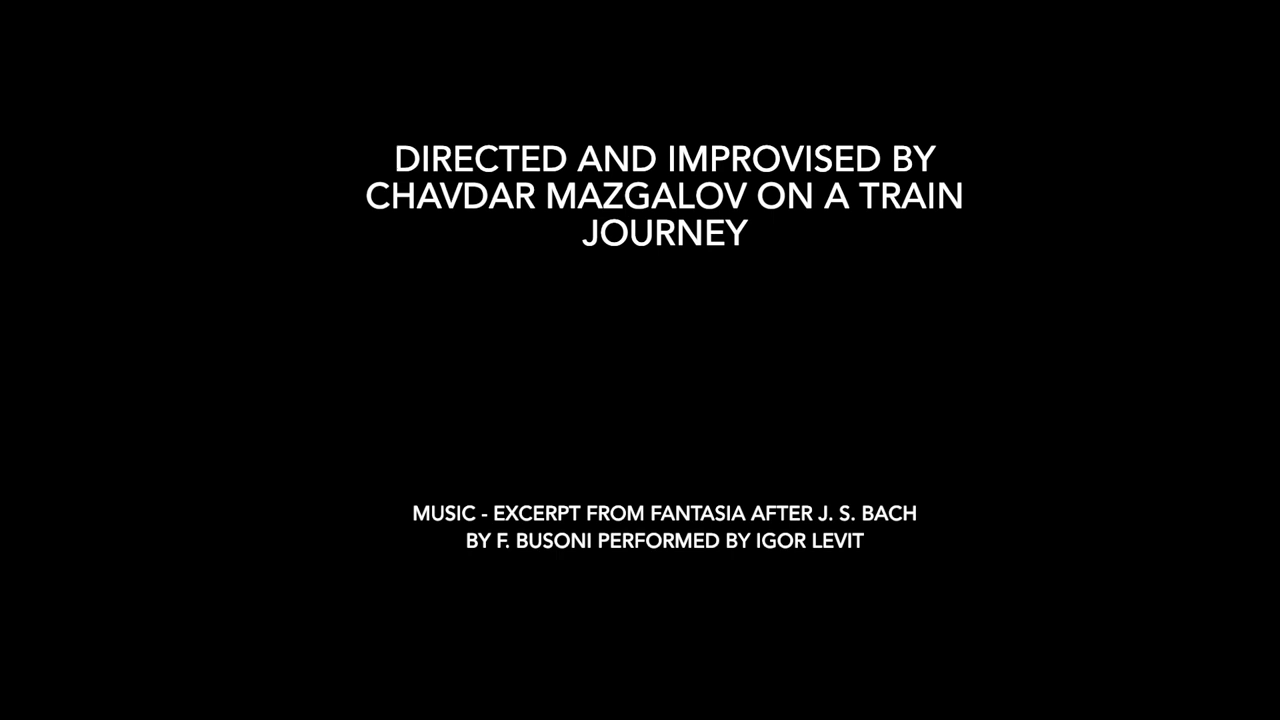 DIRECTED AND IMPROVISED BY
CHAVDAR MAZGALOV ON A TRAIN
JOURNEY
MUSIC - EXCERPT FROM FANTASIA AFTER J. S. BACH
BY F. BUSONI PERFORMED BY IGOR LEVIT